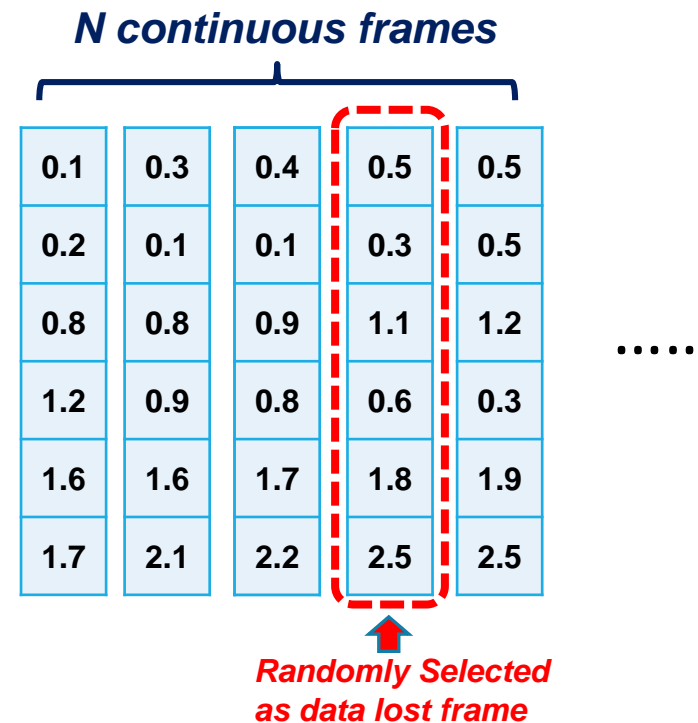 N continuous frames
0.1 0.3 0.4 0.5 0.5
0.2 0.1 0.1 0.3 0.5
0.8 0.8 0.9 1.1 1.2
1.2 0.9 0.8 0.6 0.3
1.6 1.6 1.7 1.8 1.9
1.7 2.1 2.2 2.5 2.5
.....
Randomly Selected
as data lost frame